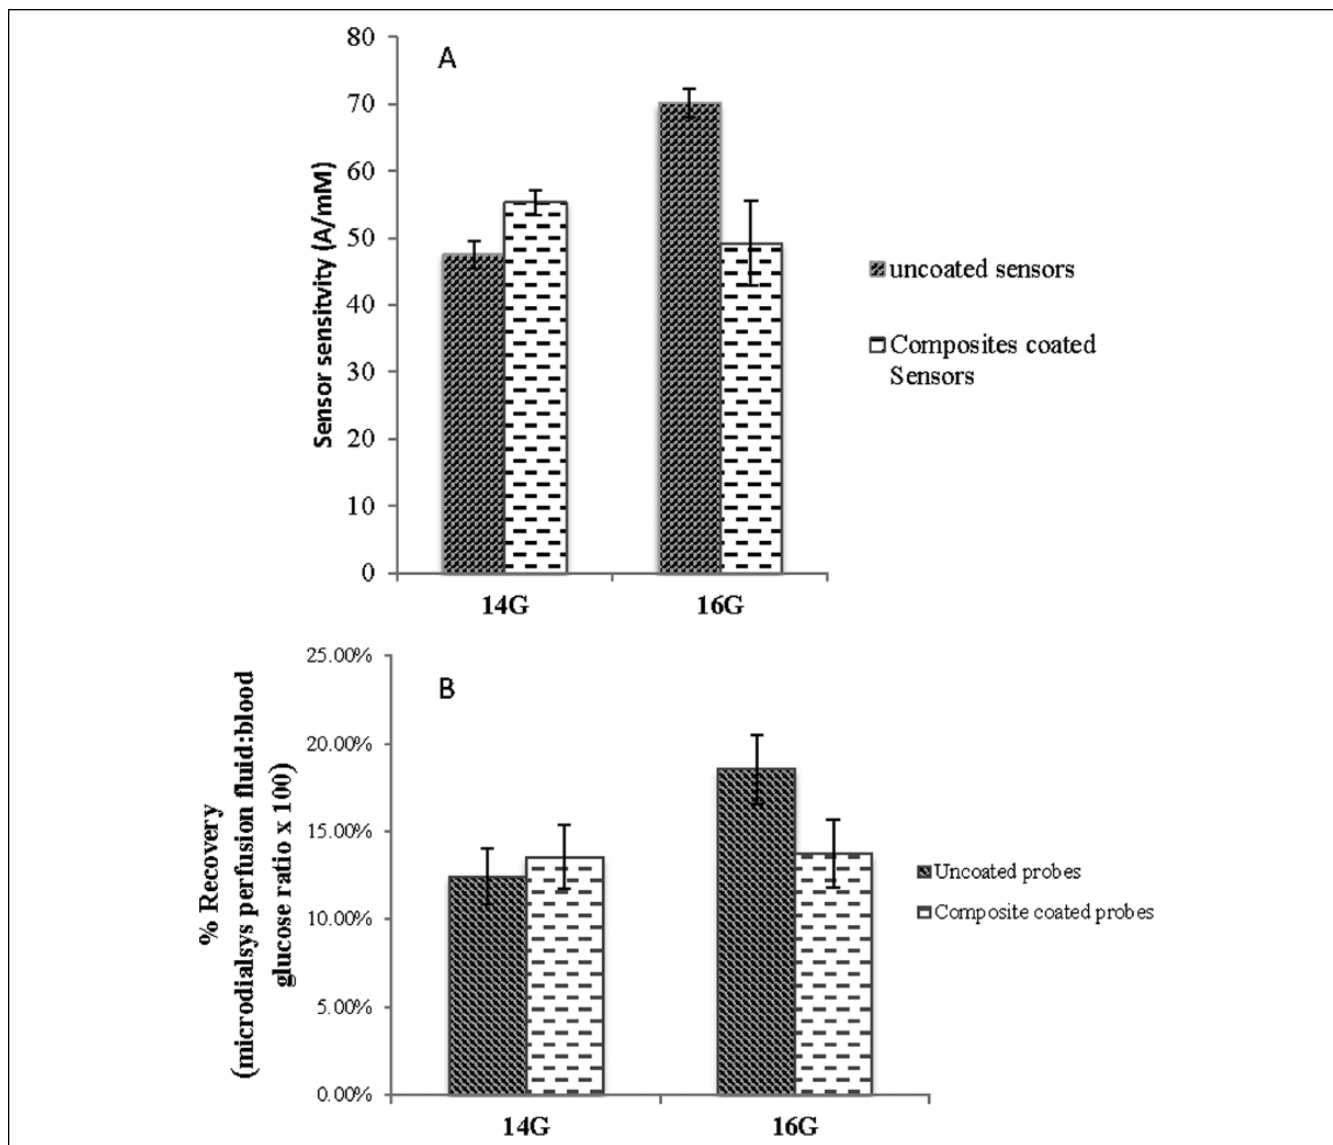 A
80
70
60
50
40
30
20
10
0
Sensor sensitvity (A/mM)
14G
16G
uncoated sensors
Composites coated
Sensors
B
25.00%
20.00%
15.00%
10.00%
5.00%
0.00%
% Recovery
(microdialsys perfusion fluid:blood
glucose ratio x 100)
14G
16G
Uncoated probes
Composite coated probes